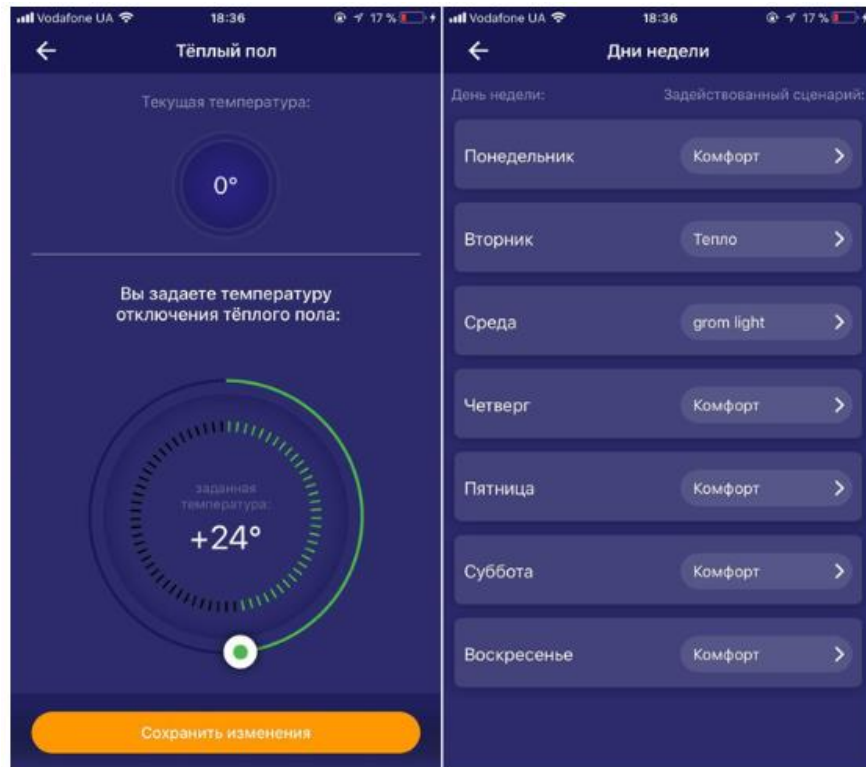 Vodafone UA 18:36 17 %
Тёплый пол
Текущая температура:
0°
Вы задаете температуру
отключения тёплого пола:
заданная
температура:
+24°
Сохранить изменения
Vodafone UA 18:36 17 %
Дни недели
День недели: Задействованный сценарий:
Понедельник Комфорт
Вторник Тепло
Среда grom light
Четверг Комфорт
Пятница Комфорт
Суббота Комфорт
Воскресенье Комфорт